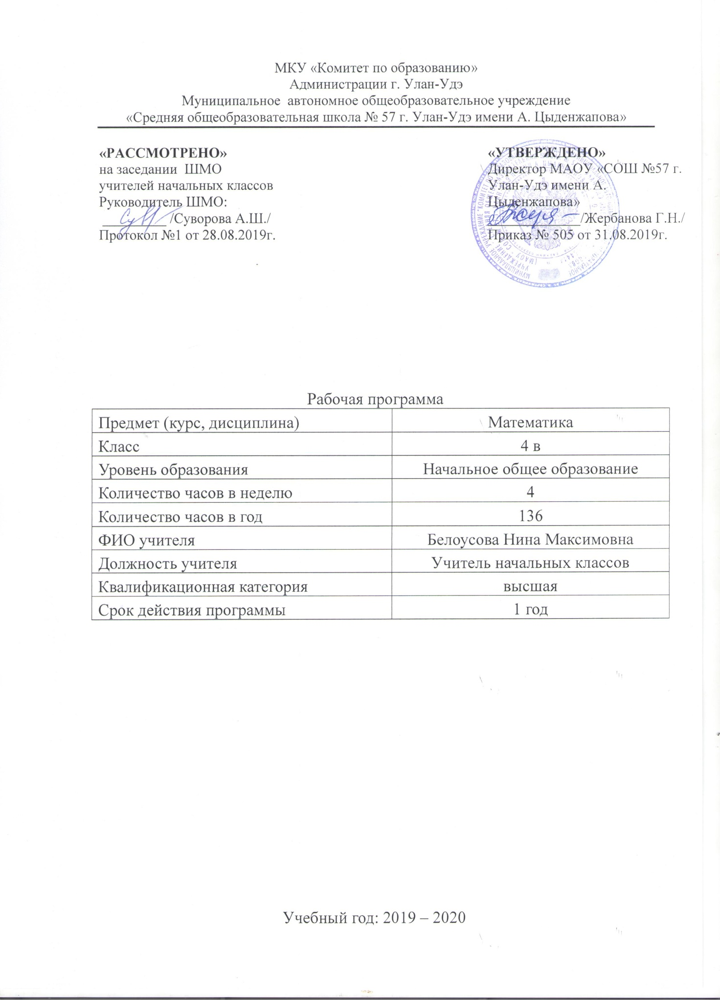 МКУ «Комитет по образованию»
Администрации г. Улан-Удэ
Муниципальное автономное общеобразовательное учреждение
«Средняя общеобразовательная школа № 57 г. Улан-Удэ имени А. Цыденжапова»
«РАССМОТРЕНО»
на заседании ШМО
учителей начальных классов
Руководитель ШМО:
/Суворова А.Ш./
Протокол №1 от 28.08.2019г.
«УТВЕРЖДЕНО»
Директор МАОУ «СОШ №57 г.
Улан-Удэ имени А.
Цыденжапова»
/Жербанова Г.Н./
Приказ № 505 от 31.08.2019г.
Рабочая программа
Предмет (курс, дисциплина) Математика
Класс 4 в
Уровень образования Начальное общее образование
Количество часов в неделю 4
Количество часов в год 136
ФИО учителя Белоусова Нина Максимовна
Должность учителя Учитель начальных классов
Квалификационная категория высшая
Срок действия программы 1 год
Учебный год: 2019 – 2020